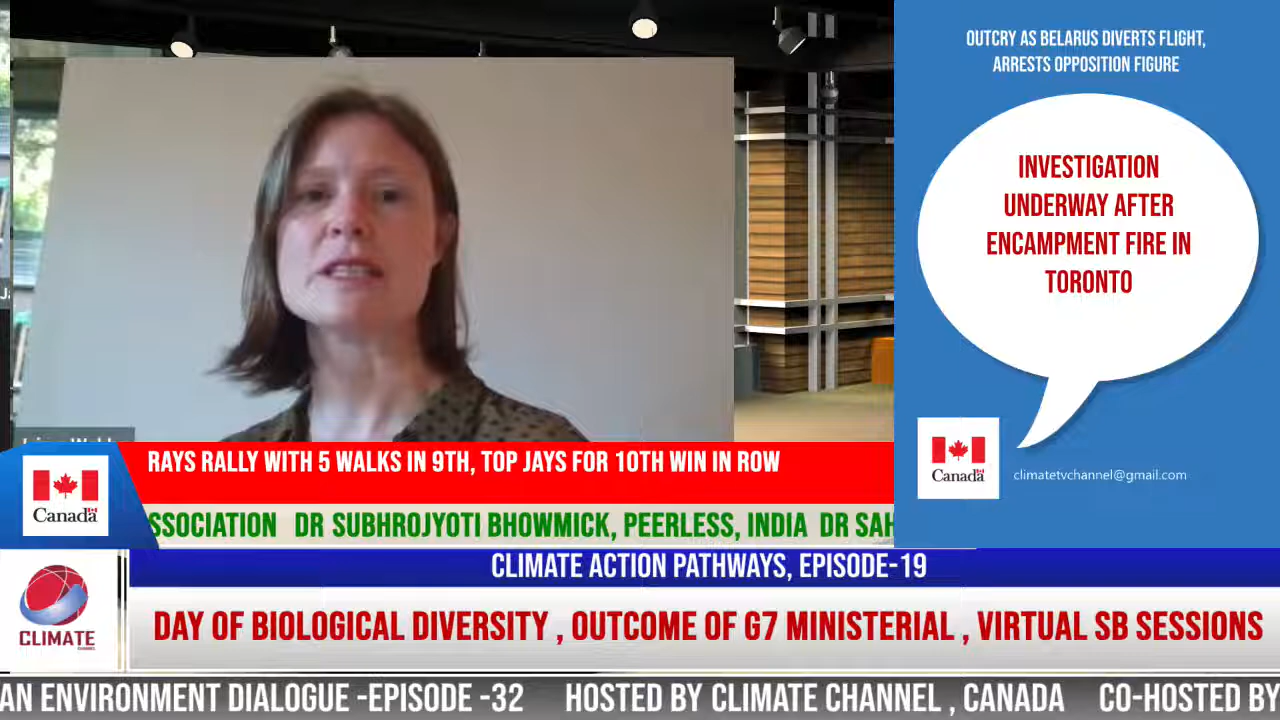 OUTCRY AS BELARUS DIVERTS FLIGHT,
ARRESTS OPPOSITION FIGURE
INVESTIGATION
UNDERWAY AFTER
ENCAMPMENT FIRE IN
TORONTO
Canada
climatetvchannel@gmail.com
RAYS RALLY WITH 5 WALKS IN 9TH, TOP JAYS FOR 10TH WIN IN ROW
Canada
SSOCIATION DR SUBHROJYOTI BHOWMICK, PEERLESS, INDIA DR SAH
CLIMATE ACTION PATHWAYS, EPISODE-19
CLIMATE
CHANNEL
DAY OF BIOLOGICAL DIVERSITY , OUTCOME OF G7 MINISTERIAL , VIRTUAL SB SESSIONS
AN ENVIRONMENT DIALOGUE -EPISODE -32 HOSTED BY CLIMATE CHANNEL , CANADA CO-HOSTED BY